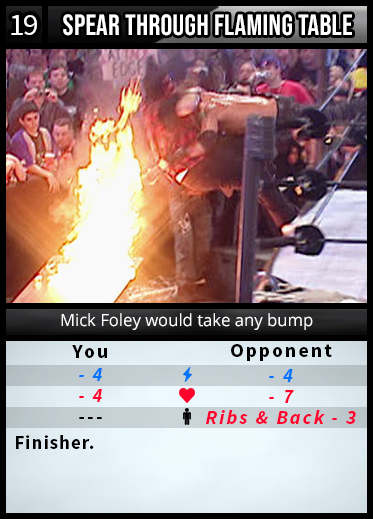 19 SPEAR THROUGH FLAMING TABLE
EDGE
Mick Foley would take any bump
You Opponent
- 4 - 4
- 4 - 7
--- Ribs & Back - 3
Finisher.